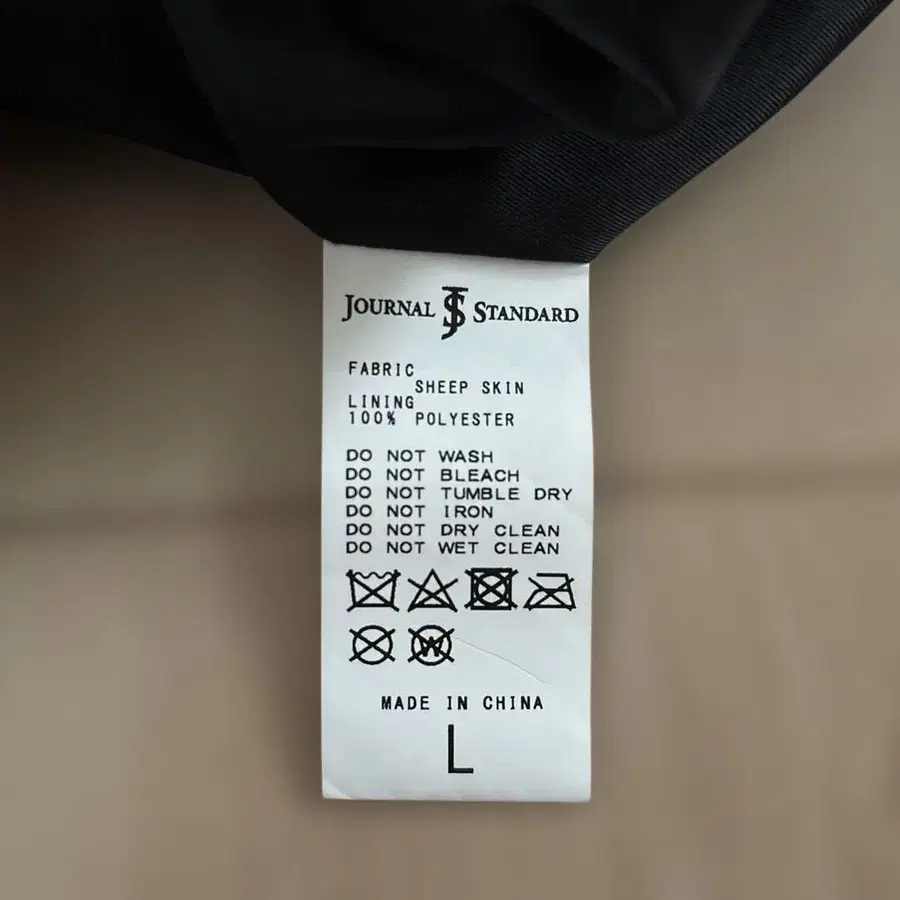 JOURNAL JS STANDARD
FABRIC
SHEEP SKIN
LINING
100% POLYESTER
DO NOT WASH
DO NOT BLEACH
DO NOT TUMBLE DRY
DO NOT IRON
DO NOT DRY CLEAN
DO NOT WET CLEAN
W
MADE IN CHINA
L